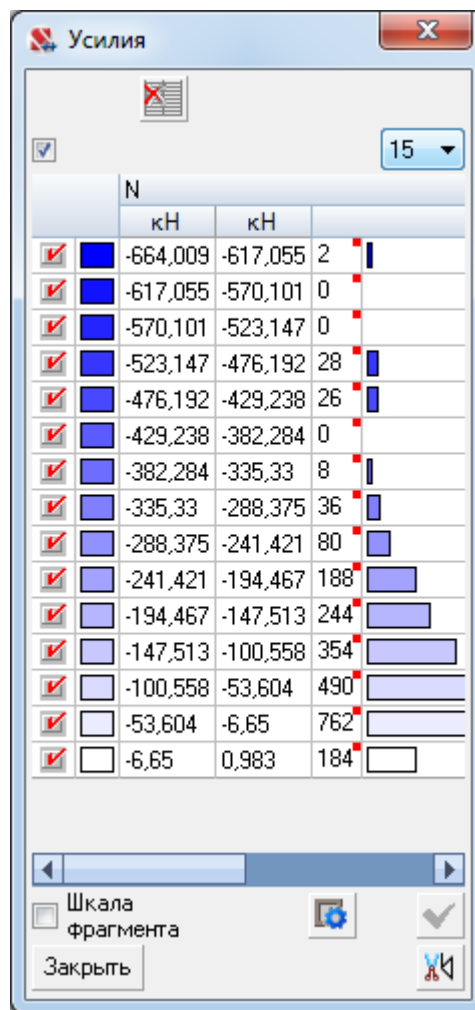 Усилия
15
N
кН кН
-664,009 -617,055 2
-617,055 -570,101 0
-570,101 -523,147 0
-523,147 -476,192 28
-476,192 -429,238 26
-429,238 -382,284 0
-382,284 -335,33 8
-335,33 -288,375 36
-288,375 -241,421 80
-241,421 -194,467 188
-194,467 -147,513 244
-147,513 -100,558 354
-100,558 -53,604 490
-53,604 -6,65 762
-6,65 0,983 184
Шкала
фрагмента
Закрыть